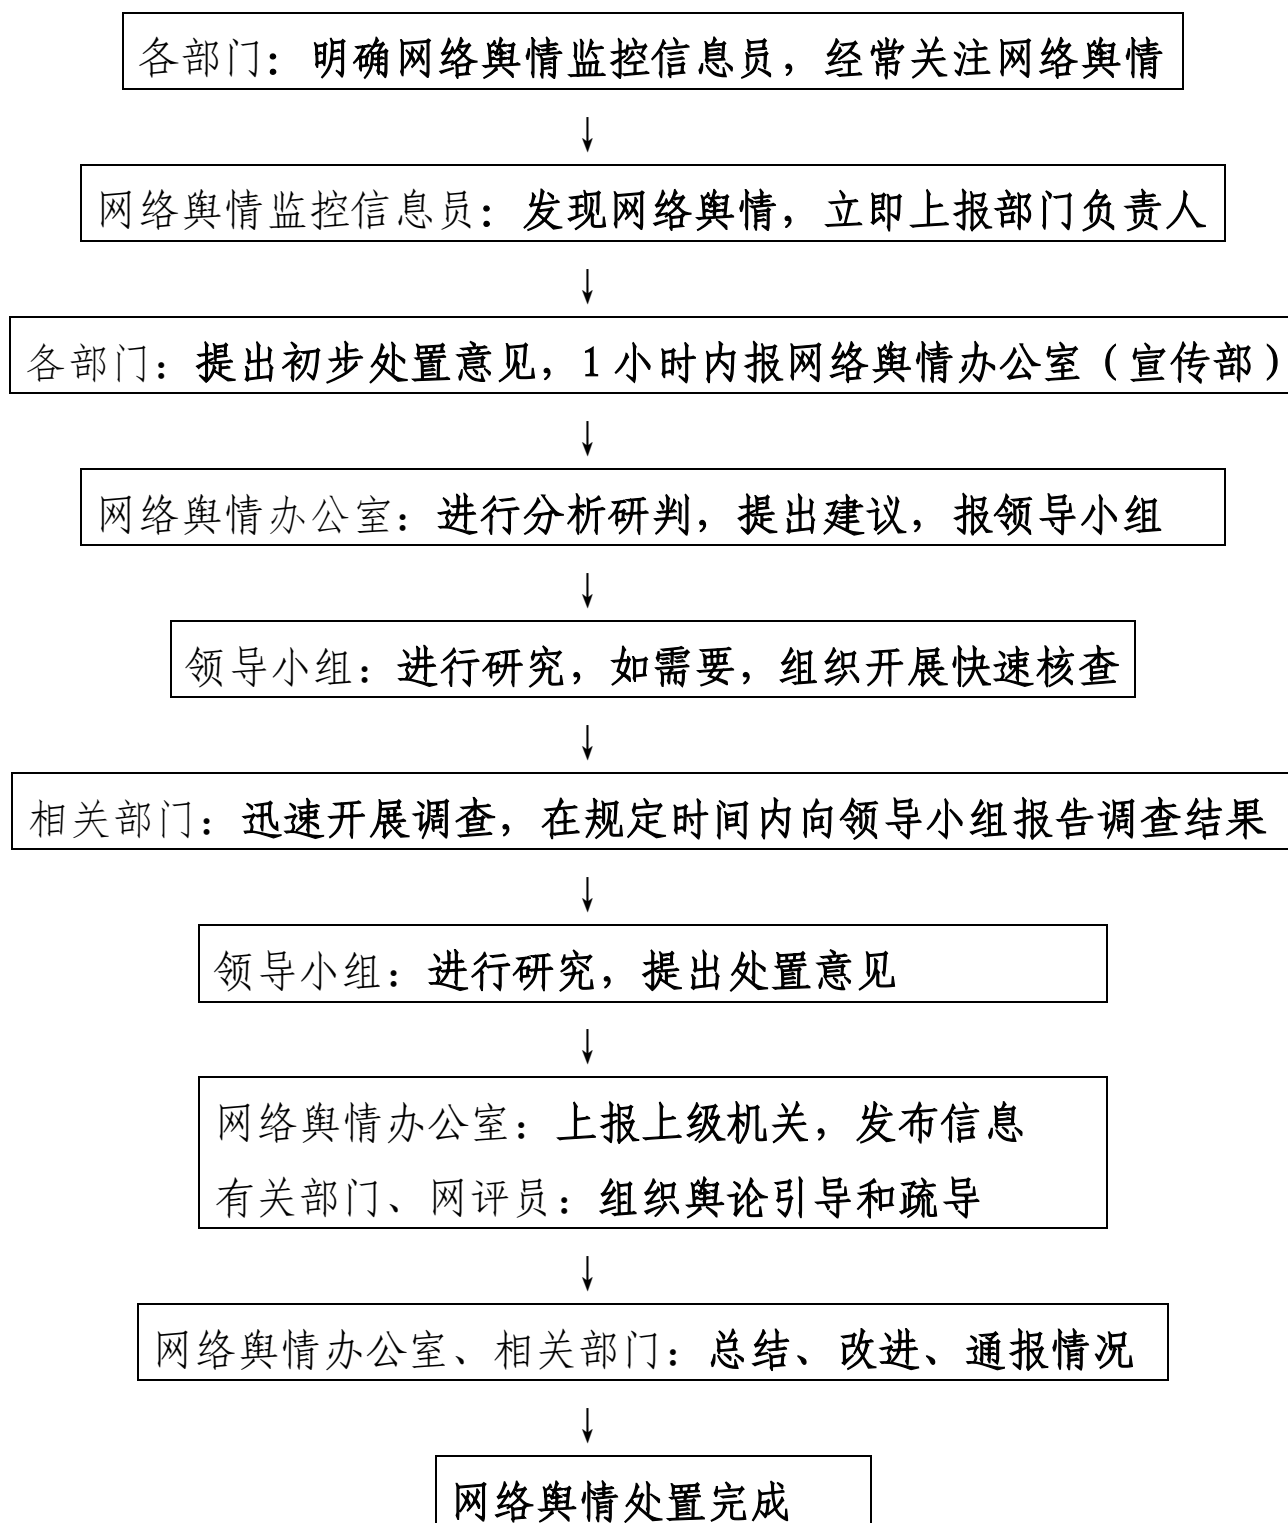 各部门：明确网络舆情监控信息员，经常关注网络舆情
↓
网络舆情监控信息员：发现网络舆情，立即上报部门负责人
↓
各部门：提出初步处置意见，1 小时内报网络舆情办公室（宣传部）
↓
网络舆情办公室：进行分析研判，提出建议，报领导小组
↓
领导小组：进行研究，如需要，组织开展快速核查
↓
相关部门：迅速开展调查，在规定时间内向领导小组报告调查结果
↓
领导小组：进行研究，提出处置意见
↓
网络舆情办公室：上报上级机关，发布信息
有关部门、网评员：组织舆论引导和疏导
↓
网络舆情办公室、相关部门：总结、改进、通报情况
↓
网络舆情处置完成